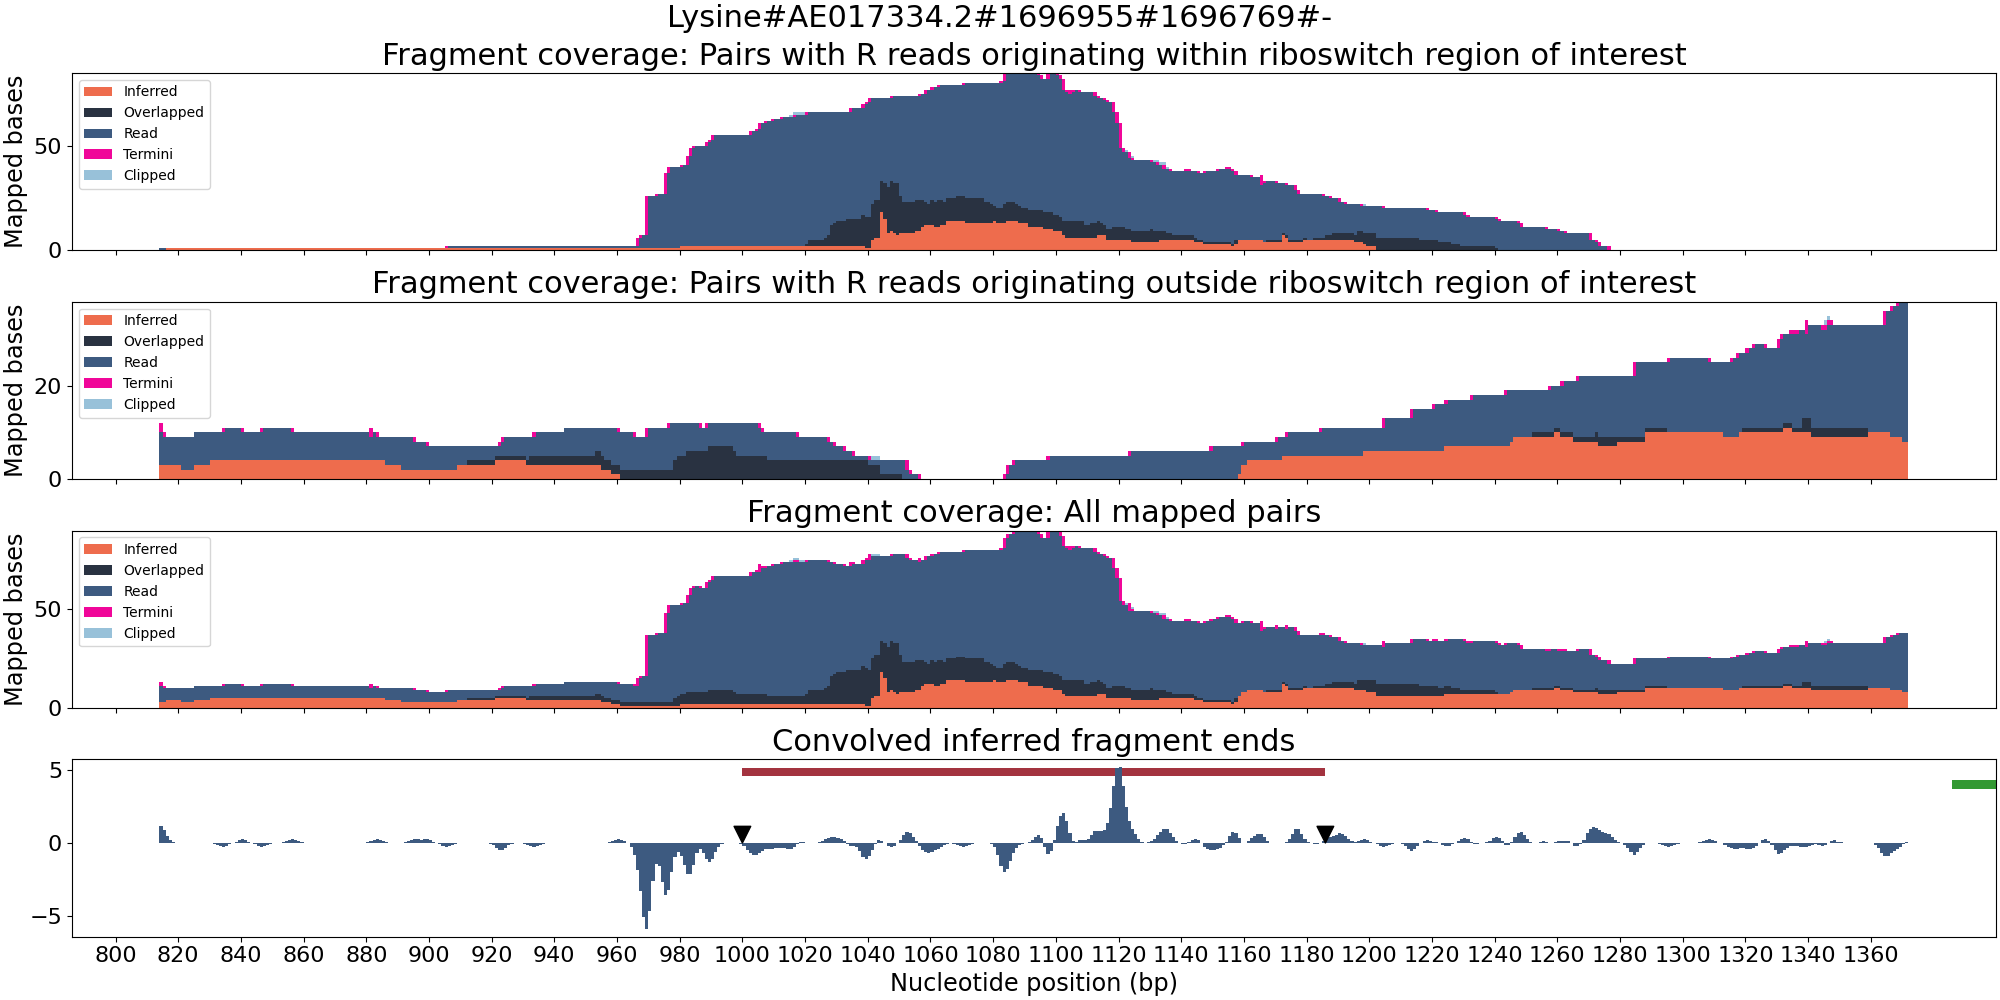 Lysine#AE017334.2#1696955#1696769#-
Fragment coverage: Pairs with R reads originating within riboswitch region of interest
Mapped bases
50
0
Inferred
Overlapped
Read
Termini
Clipped
Fragment coverage: Pairs with R reads originating outside riboswitch region of interest
Mapped bases
20
0
Inferred
Overlapped
Read
Termini
Clipped
Fragment coverage: All mapped pairs
Mapped bases
50
0
Inferred
Overlapped
Read
Termini
Clipped
Convolved inferred fragment ends
5
0
−5
800 820 840 860 880 900 920 940 960 980 1000 1020 1040 1060 1080 1100 1120 1140 1160 1180 1200 1220 1240 1260 1280 1300 1320 1340 1360
Nucleotide position (bp)